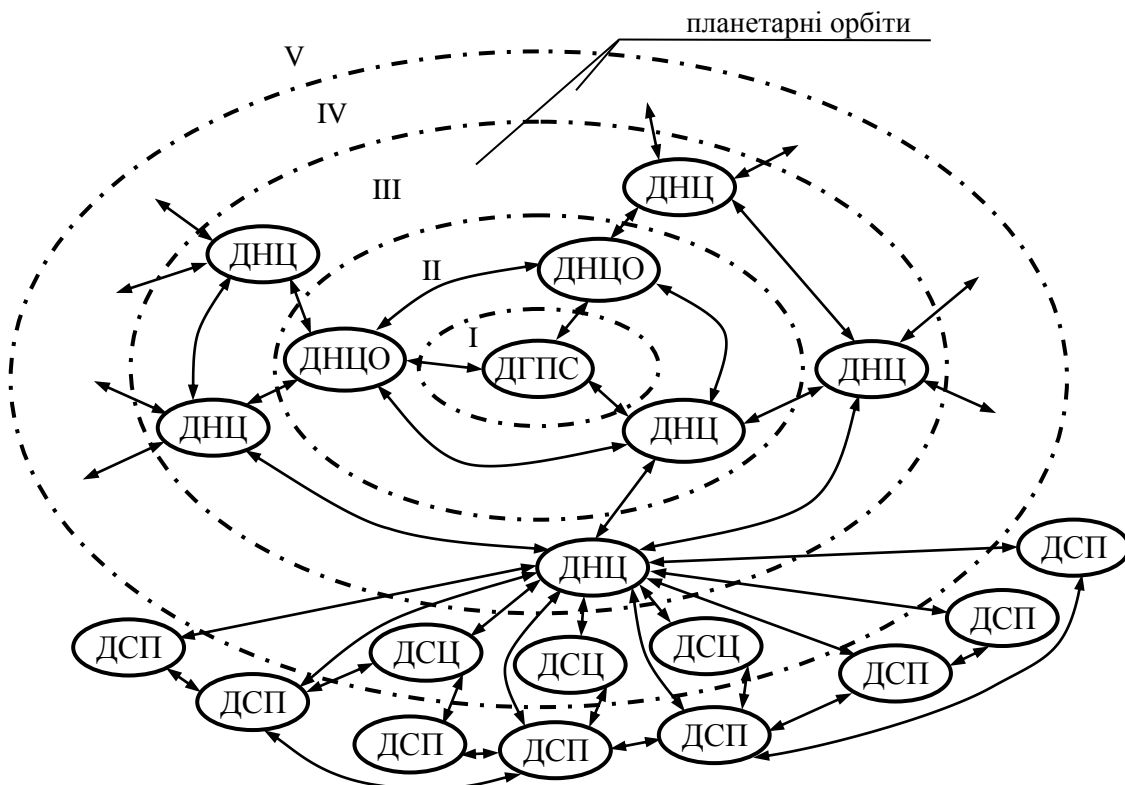 планетарні орбіти
V
IV
III
ДНЦ
ДНЦ
ДНЦО
II
I
ДНЦО
ДГПС
ДНЦ
ДНЦ
ДНЦ
ДНЦ
ДСП
ДСП
ДСП
ДСЦ
ДСЦ
ДСЦ
ДСП
ДСП
ДСП
ДСП
ДСП